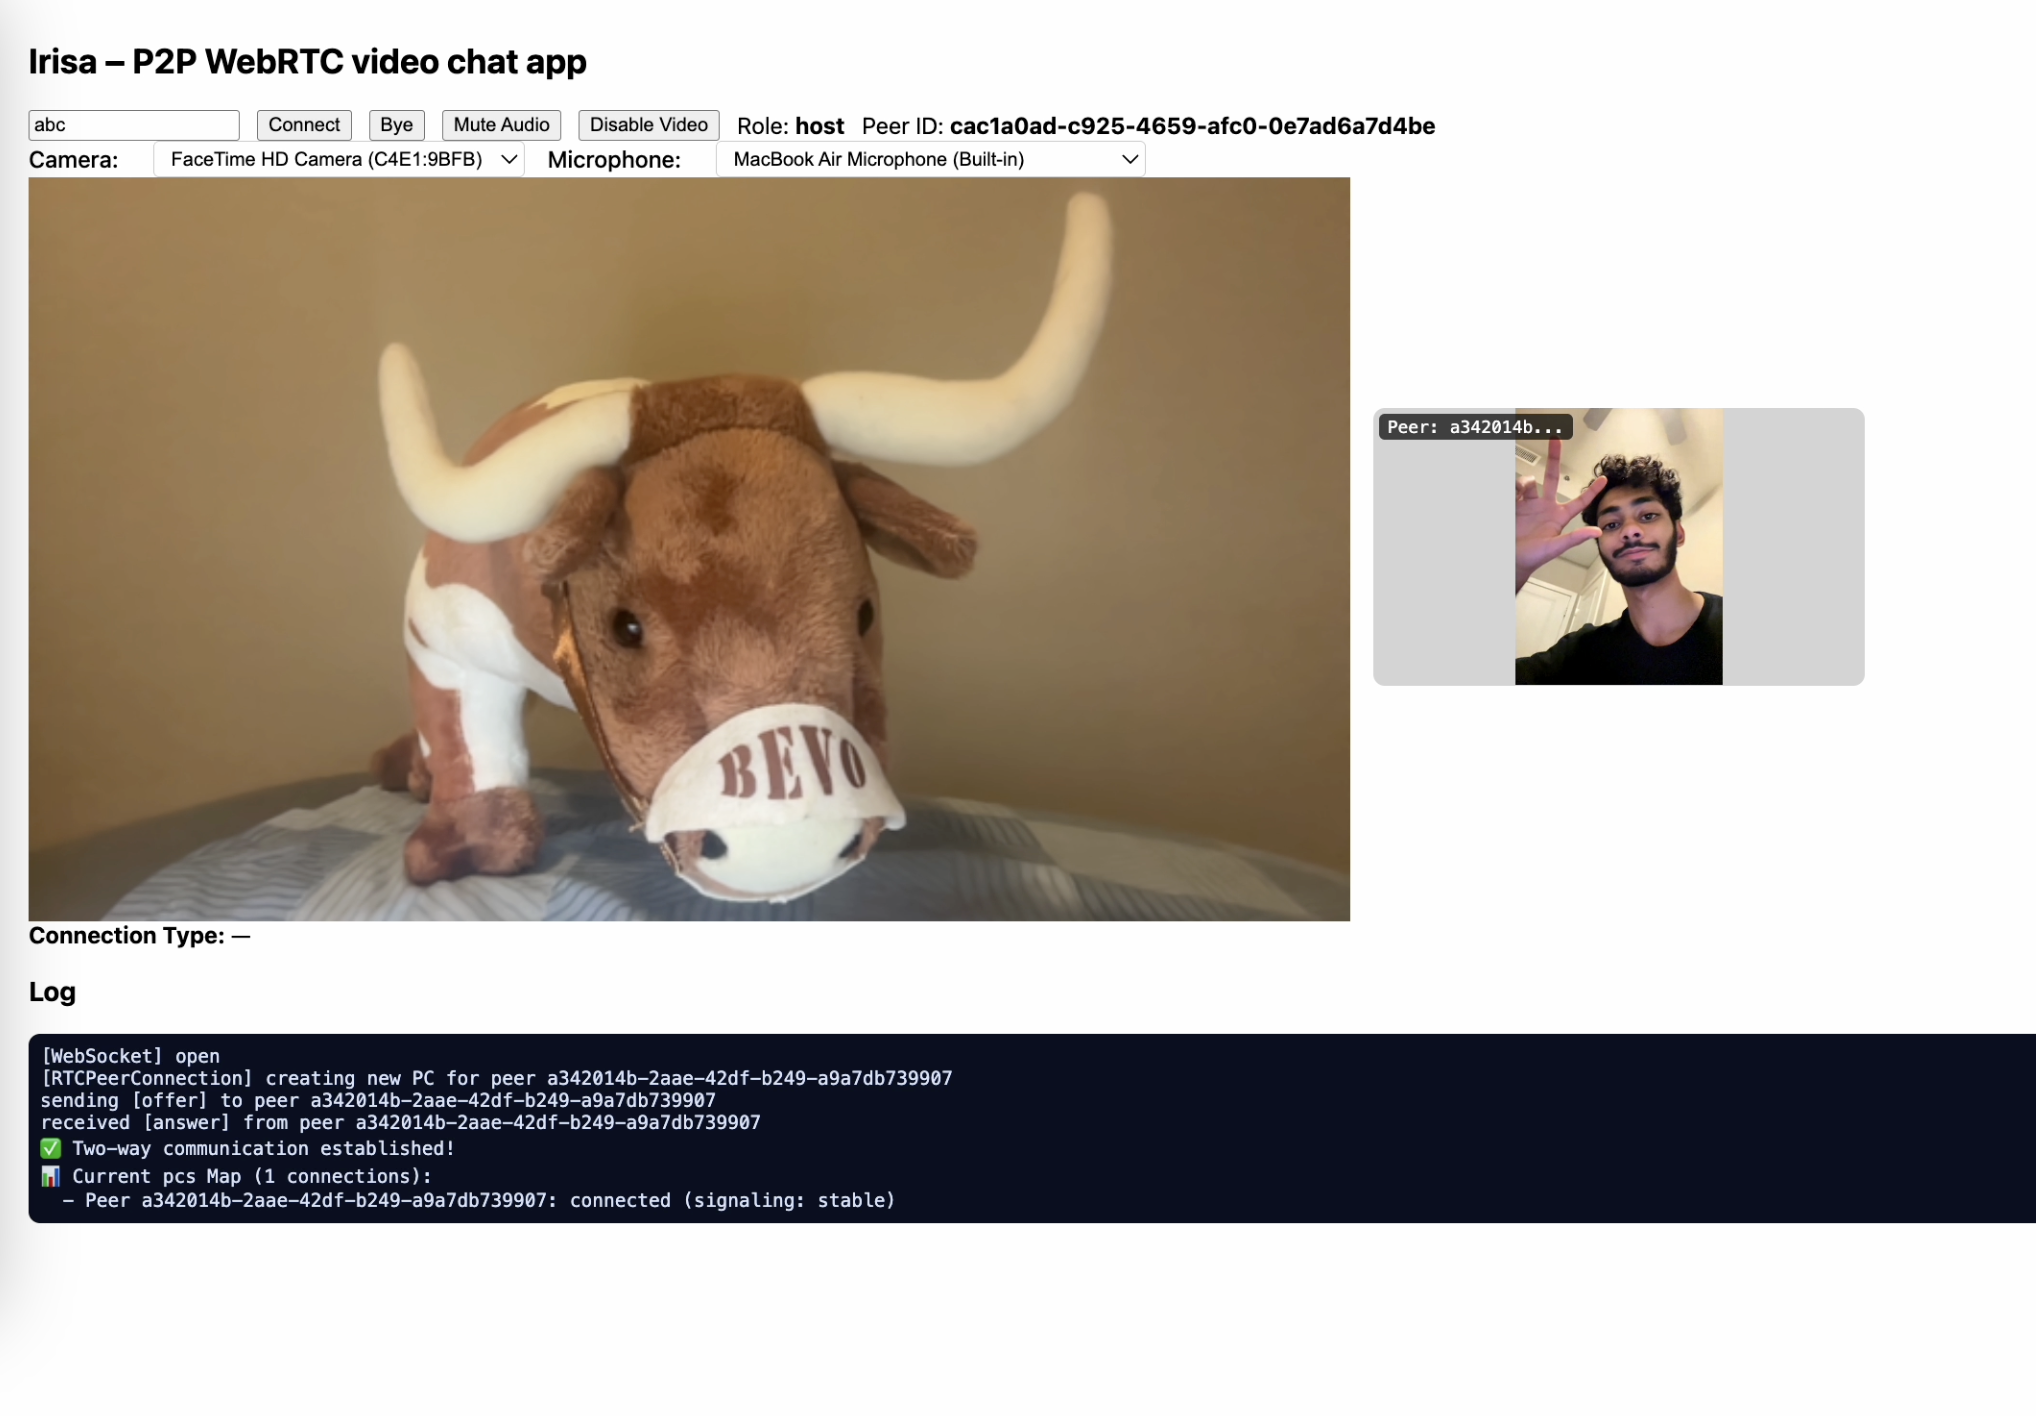 Irisa – P2P WebRTC video chat app
abc Connect Bye Mute Audio Disable Video Role: host Peer ID: cac1a0ad-c925-4659-afc0-0e7ad6a7d4be
Camera: FaceTime HD Camera (C4E1:9BFB) Microphone: MacBook Air Microphone (Built-in)
BEVO
Peer: a342014b...
Connection Type: —
Log
[WebSocket] open
[RTCPeerConnection] creating new PC for peer a342014b-2aae-42df-b249-a9a7db739907
sending [offer] to peer a342014b-2aae-42df-b249-a9a7db739907
received [answer] from peer a342014b-2aae-42df-b249-a9a7db739907
✅ Two-way communication established!
📊 Current pcs Map (1 connections):
– Peer a342014b-2aae-42df-b249-a9a7db739907: connected (signaling: stable)